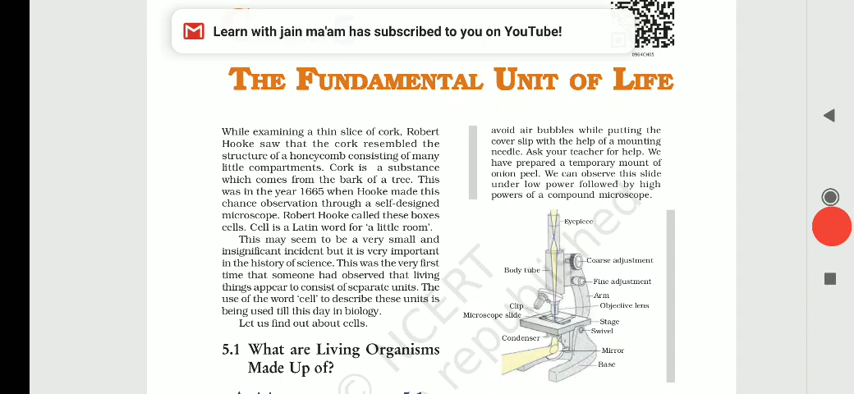 Learn with jain ma'am has subscribed to you on YouTube!
0964CH05
THE FUNDAMENTAL UNIT OF LIFE
While examining a thin slice of cork, Robert
Hooke saw that the cork resembled the
structure of a honeycomb consisting of many
little compartments. Cork is a substance
which comes from the bark of a tree. This
was in the year 1665 when Hooke made this
chance observation through a self-designed
microscope. Robert Hooke called these boxes
cells. Cell is a Latin word for 'a little room'.
This may seem to be a very small and
insignificant incident but it is very important
in the history of science. This was the very first
time that someone had observed that living
things appear to consist of separate units. The
use of the word 'cell' to describe these units is
being used till this day in biology.
Let us find out about cells.
5.1 What are Living Organisms
Made Up of?
avoid air bubbles while putting the
cover slip with the help of a mounting
needle. Ask your teacher for help. We
have prepared a temporary mount of
onion peel. We can observe this slide
under low power followed by high
powers of a compound microscope.
Eyepiece
Coarse adjustment
Body tube
Fine adjustment
Arm
Clip
Objective lens
Microscope slide
Stage
Swivel
Condenser
Mirror
Base
© NCERT
republished